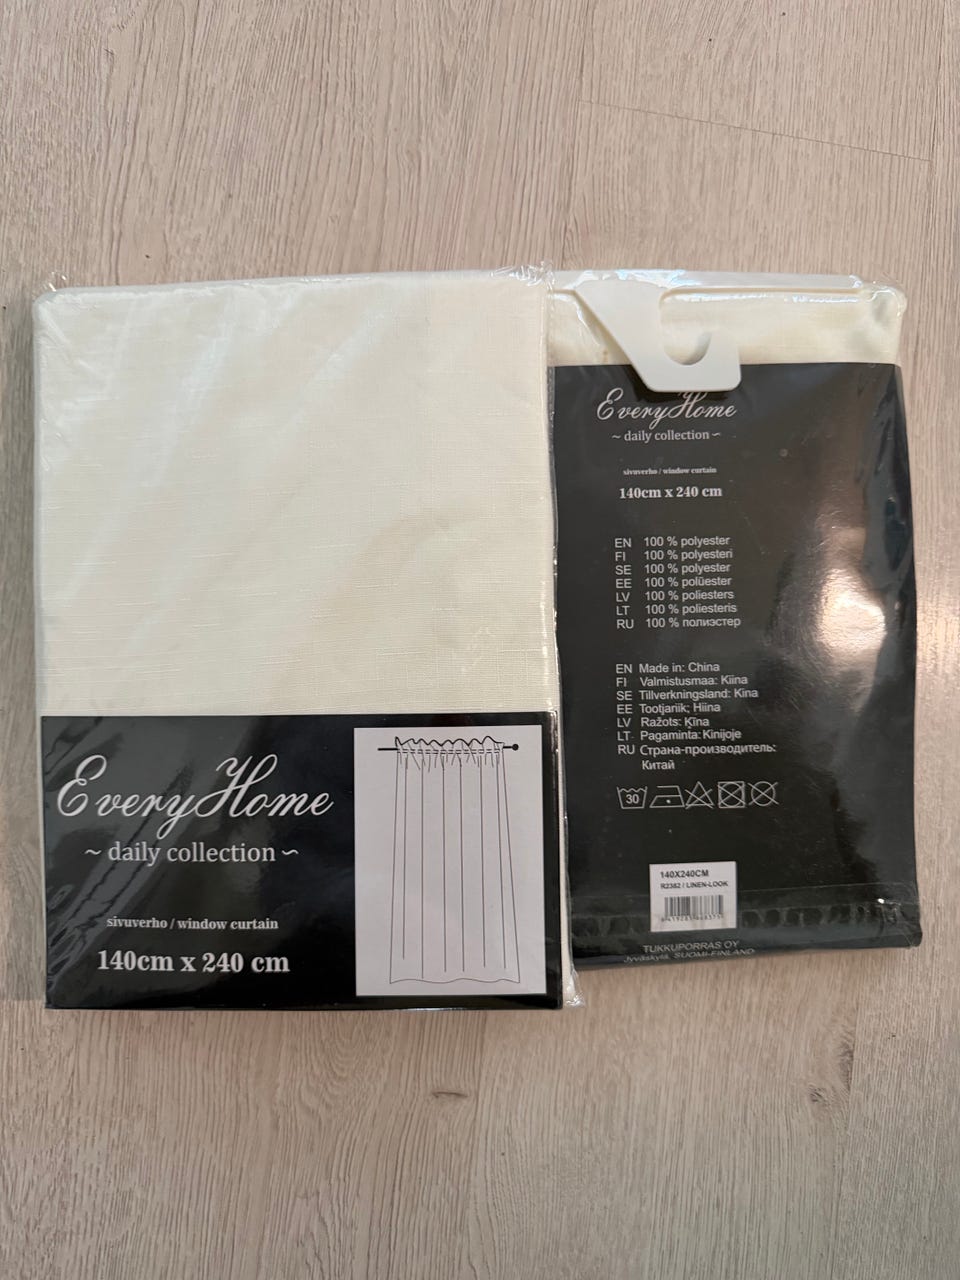 EveryHome
~ daily collection ~
sivuverho / window curtain
140cm x 240 cm
EveryHome
~ daily collection ~
sivuverho / window curtain
140cm x 240 cm
EN 100 % polyester
FI 100 % polyesteri
SE 100 % polyester
EE 100 % polüester
LV 100 % poliesters
LT 100 % poliesteris
RU 100 % полиэстер
EN Made in: China
FI Valmistusmaa: Kiina
SE Tillverkningsland: Kina
EE Tootjariik: Hiina
LV Ražots: Ķīna
LT Pagaminta: Kinijoje
RU Страна-производитель:
Китай
30
140X240CM
R2382 / LINEN-LOOK
TUKKUPORRAS OY
Jyväskylä, SUOMI-FINLAND